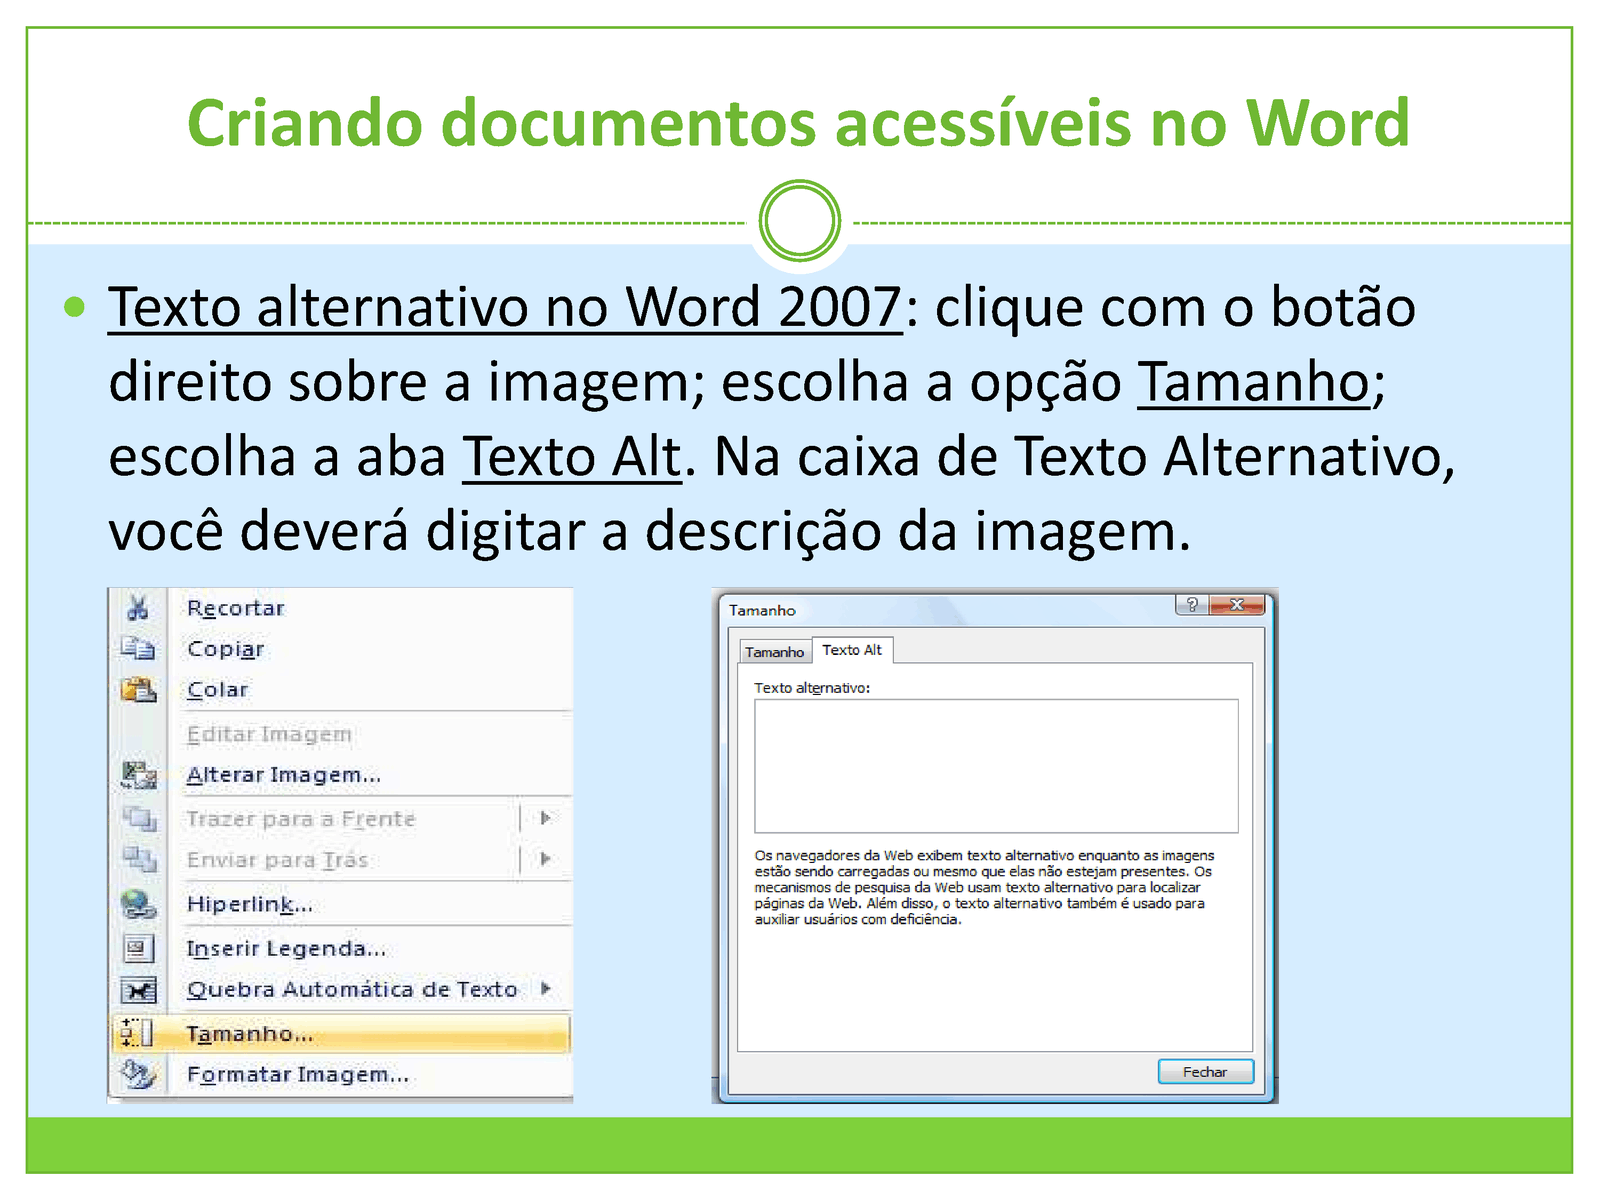 Criando documentos acessíveis no Word
• Texto alternativo no Word 2007: clique com o botão
direito sobre a imagem; escolha a opção Tamanho;
escolha a aba Texto Alt. Na caixa de Texto Alternativo,
você deverá digitar a descrição da imagem.
Recortar
Copiar
Colar
Editar Imagem
Alterar Imagem...
Trazer para a Frente
Enviar para Trás
Hiperlink...
Inserir Legenda...
Quebra Automática de Texto
Tamanho...
Formatar Imagem...
Tamanho
Tamanho Texto Alt
Texto alternativo:
Os navegadores da Web exibem texto alternativo enquanto as imagens
estão sendo carregadas ou mesmo que elas não estejam presentes. Os
mecanismos de pesquisa da Web usam texto alternativo para localizar
páginas da Web. Além disso, o texto alternativo também é usado para
auxiliar usuários com deficiência.
Fechar